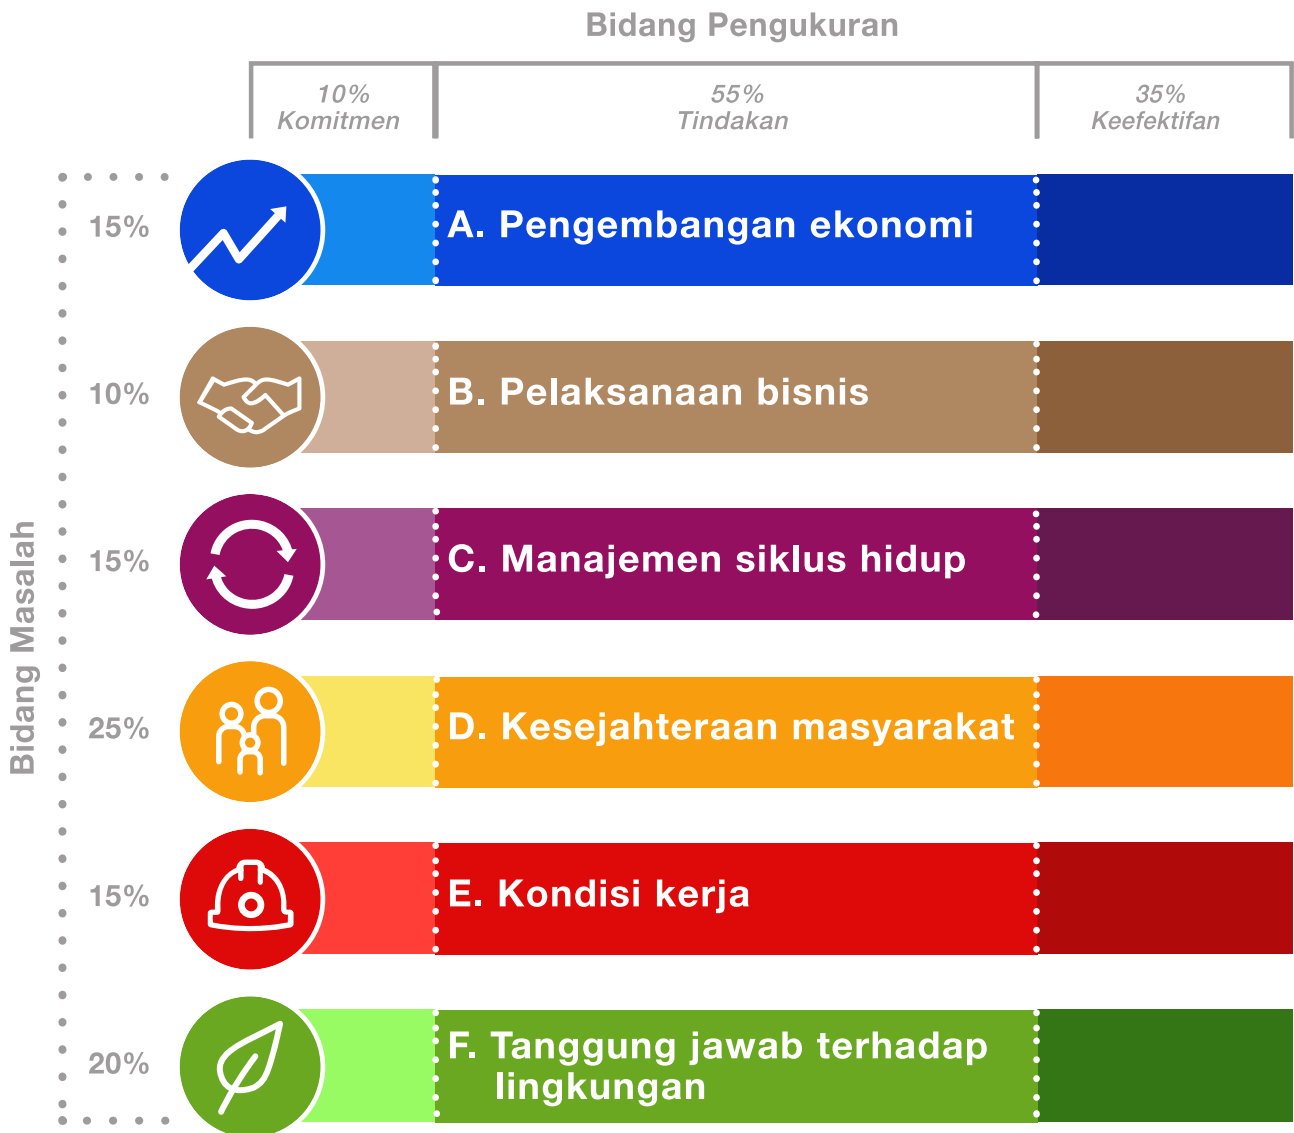 Bidang Pengukuran
10%
Komitmen
55%
Tindakan
35%
Keefektifan
Bidang Masalah
15%
A. Pengembangan ekonomi
10%
B. Pelaksanaan bisnis
15%
C. Manajemen siklus hidup
25%
D. Kesejahteraan masyarakat
15%
E. Kondisi kerja
20%
F. Tanggung jawab terhadap
lingkungan